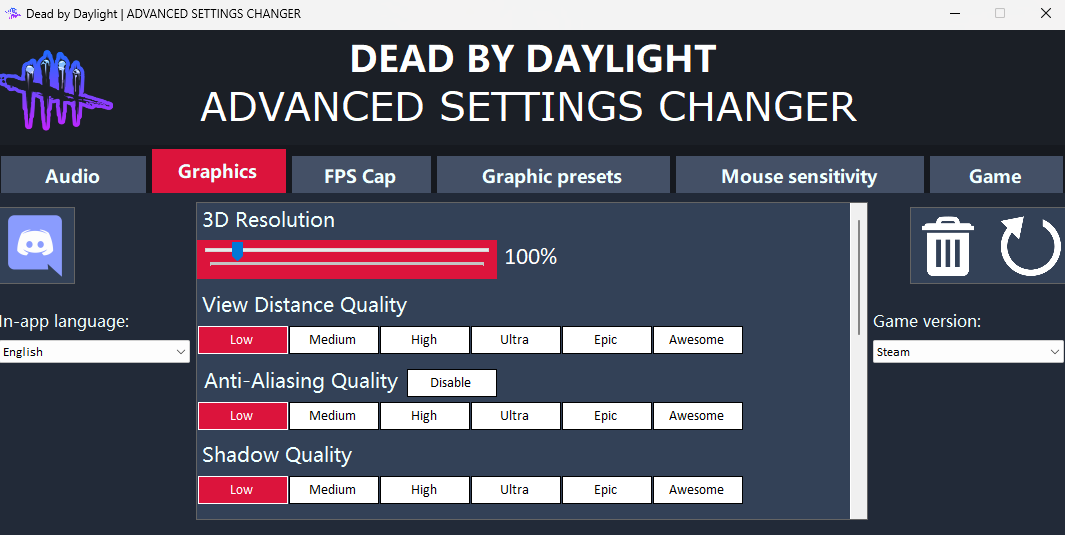 Dead by Daylight | ADVANCED SETTINGS CHANGER
DEAD BY DAYLIGHT
ADVANCED SETTINGS CHANGER
Audio Graphics FPS Cap Graphic presets Mouse sensitivity Game
3D Resolution
100%
In-app language:
English
View Distance Quality
Low Medium High Ultra Epic Awesome
Anti-Aliasing Quality Disable
Low Medium High Ultra Epic Awesome
Shadow Quality
Low Medium High Ultra Epic Awesome
Game version:
Steam